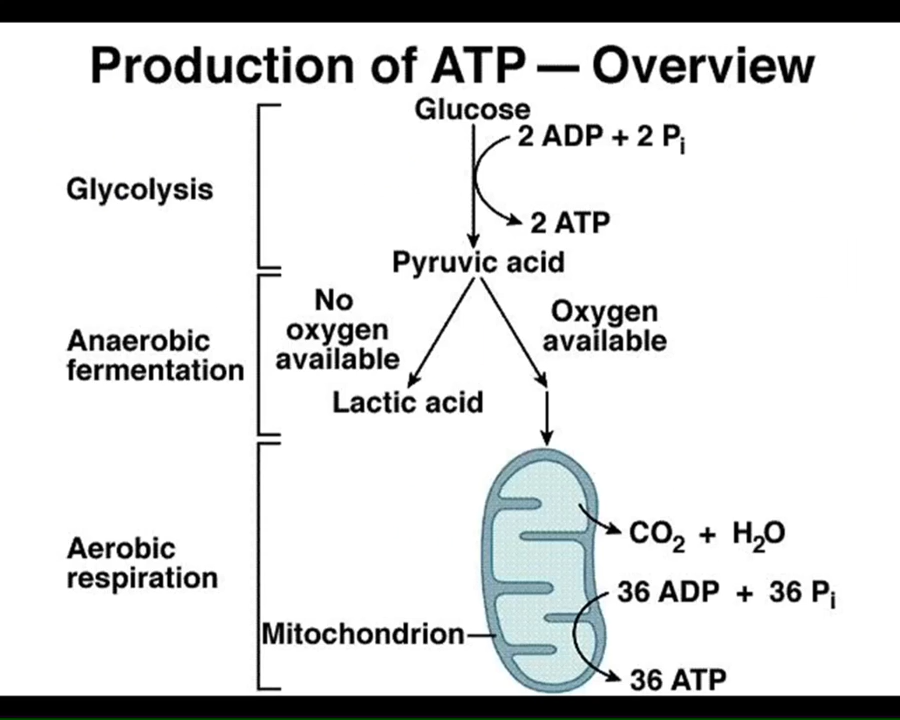 Production of ATP — Overview
Glucose
2 ADP + 2 Pi
Glycolysis
2 ATP
Pyruvic acid
No
oxygen
available
Oxygen
available
Anaerobic
fermentation
Lactic acid
CO2 + H2O
Aerobic
respiration
36 ADP + 36 Pi
Mitochondrion
36 ATP